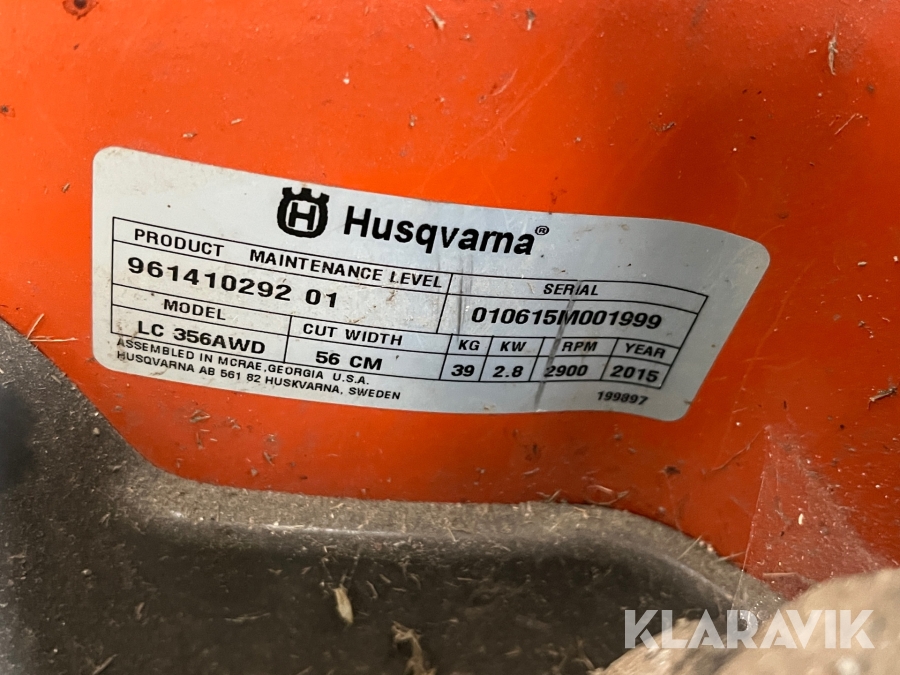 Husqvarna®
PRODUCT MAINTENANCE LEVEL SERIAL
961410292 01 010615M001999
MODEL CUT WIDTH KG KW RPM YEAR
LC 356AWD 56 CM 39 2.8 2900 2015
ASSEMBLED IN MCRAE,GEORGIA U.S.A.
HUSQVARNA AB 561 82 HUSKVARNA, SWEDEN
199897
KLARAVIK